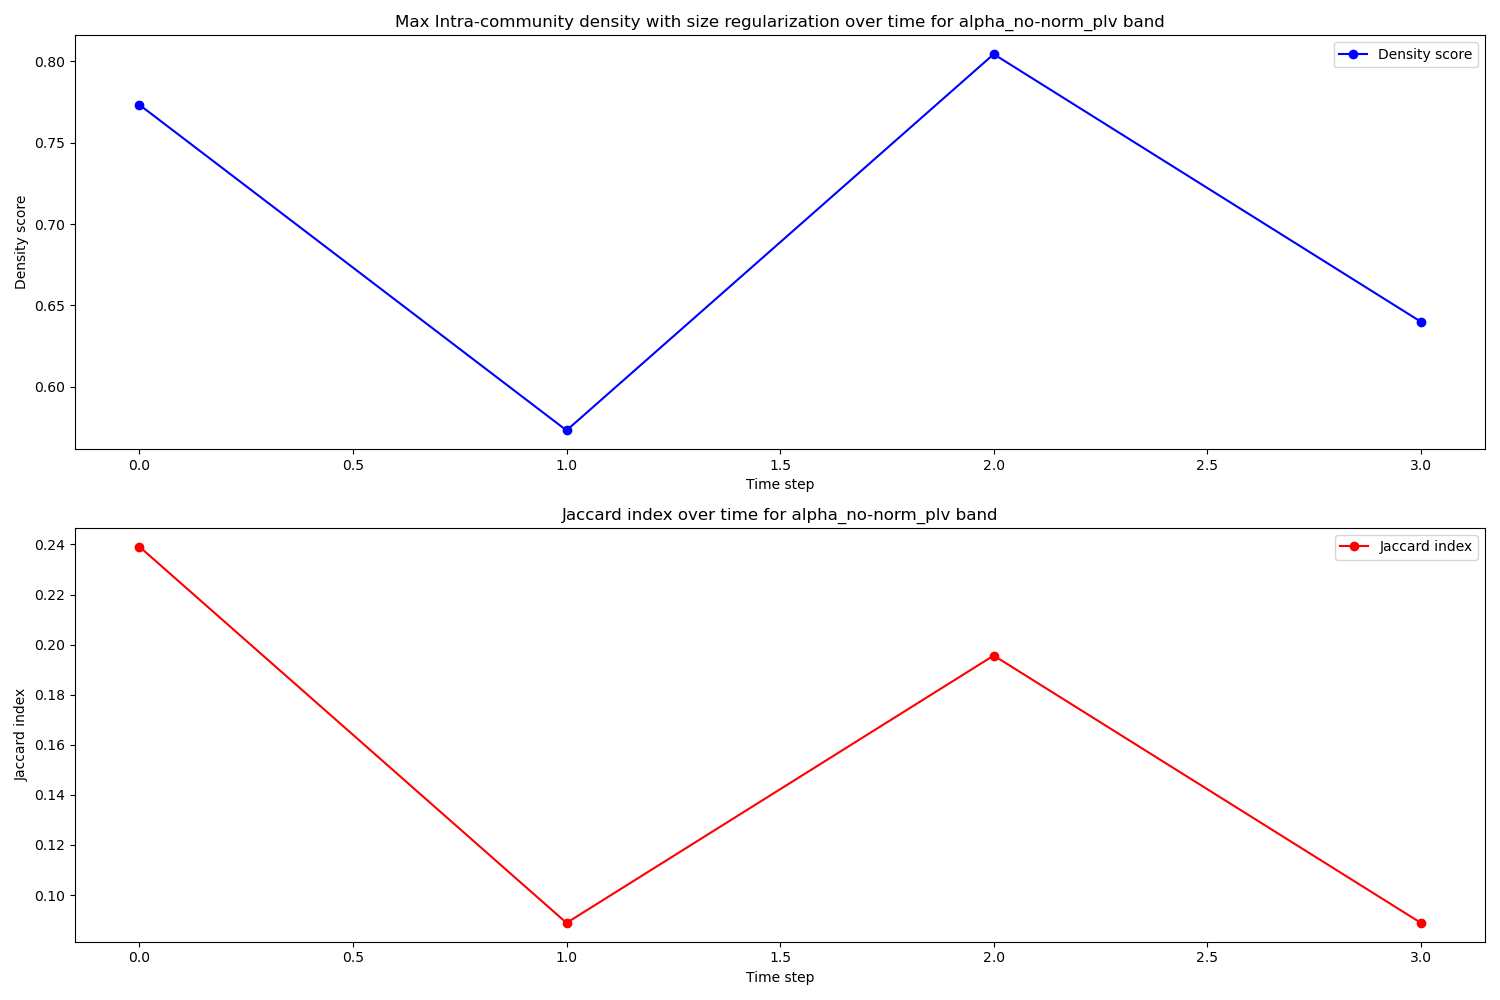 Max Intra-community density with size regularization over time for alpha_no-norm_plv band
Density score
0.80
0.75
0.70
0.65
0.60
Density score
0.0 0.5 1.0 1.5 2.0 2.5 3.0
Time step
Jaccard index over time for alpha_no-norm_plv band
Jaccard index
0.24
0.22
0.20
0.18
0.16
0.14
0.12
0.10
Jaccard index
0.0 0.5 1.0 1.5 2.0 2.5 3.0
Time step